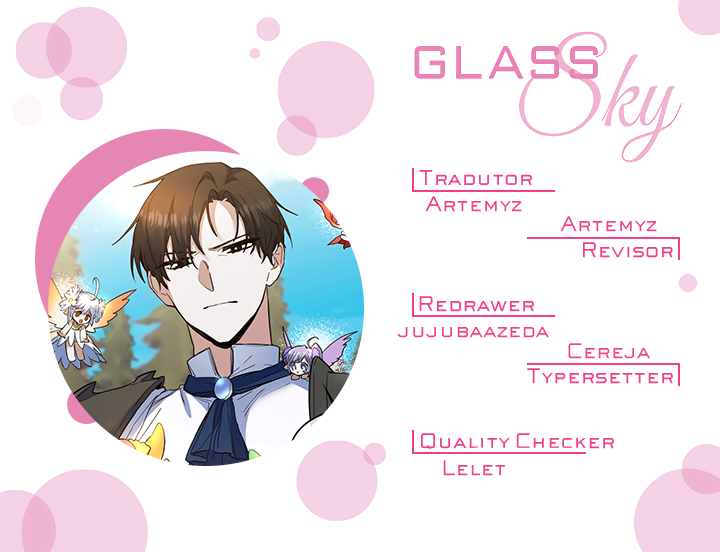 GLASS
Sky
TRADUTOR
ARTEMYZ
ARTEMYZ
REVISOR
REDRAWER
JUJUBAAZEDA
CEREJA
TYPERSETTER
QUALITY CHECKER
LELET